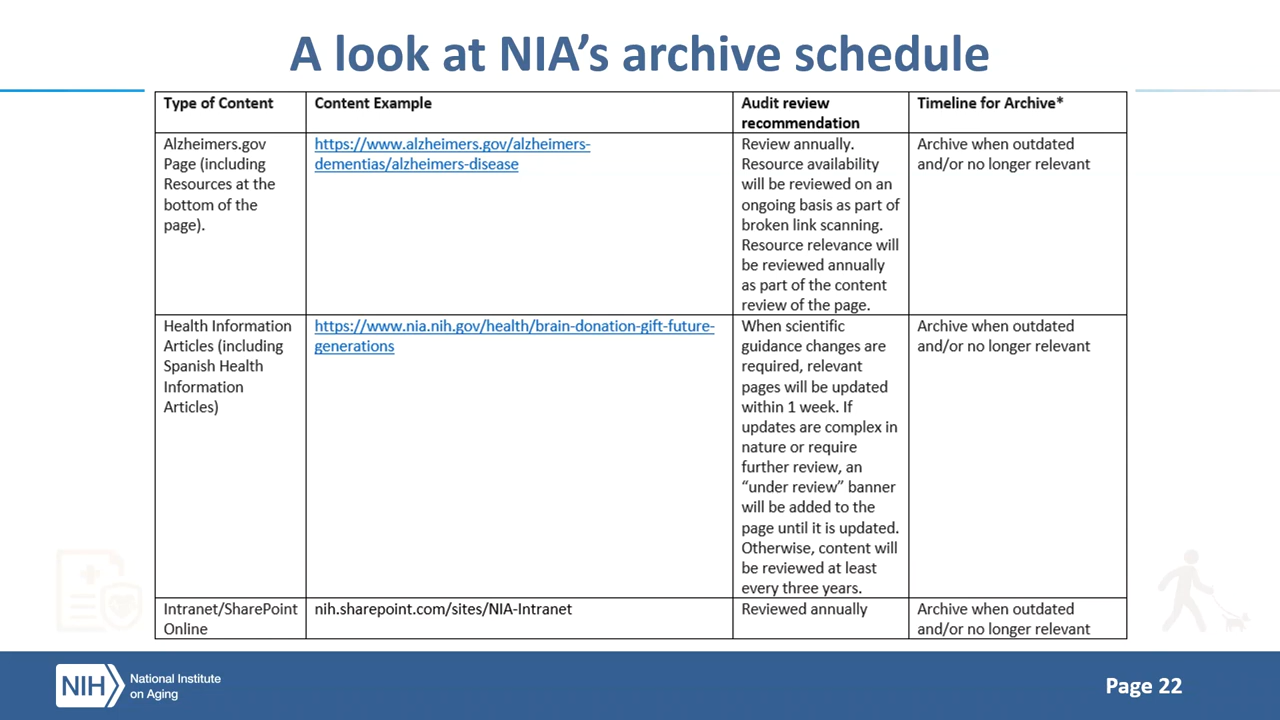 A look at NIA’s archive schedule
Type of Content
Content Example
Audit review
recommendation
Timeline for Archive*
Alzheimers.gov
Page (including
Resources at the
bottom of the
page).
https://www.alzheimers.gov/alzheimers-
dementias/alzheimers-disease
Review annually.
Resource availability
will be reviewed on an
ongoing basis as part of
broken link scanning.
Resource relevance will
be reviewed annually
as part of the content
review of the page.
Archive when outdated
and/or no longer relevant
Health Information
Articles (including
Spanish Health
Information
Articles)
https://www.nia.nih.gov/health/brain-donation-gift-future-
generations
When scientific
guidance changes are
required, relevant
pages will be updated
within 1 week. If
updates are complex in
nature or require
further review, an
“under review” banner
will be added to the
page until it is updated.
Otherwise, content will
be reviewed at least
every three years.
Archive when outdated
and/or no longer relevant
Intranet/SharePoint
Online
nih.sharepoint.com/sites/NIA-Intranet
Reviewed annually
Archive when outdated
and/or no longer relevant
NIH
National Institute
on Aging
Page 22